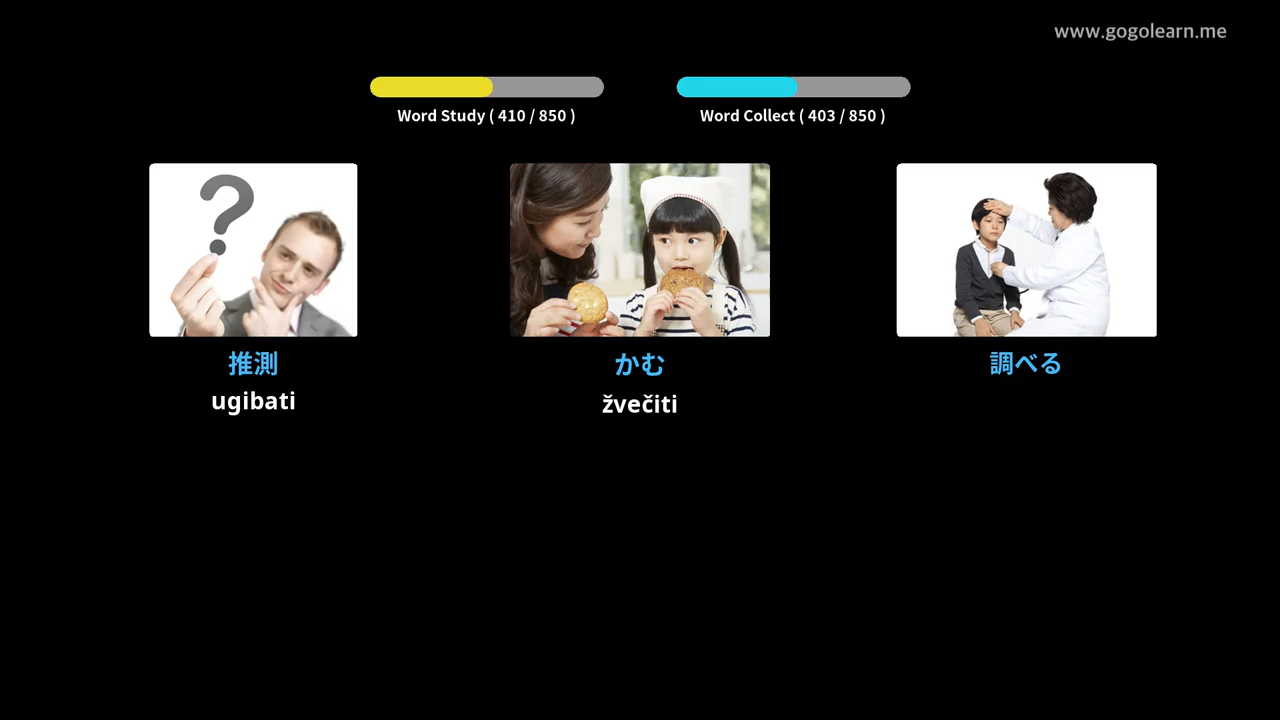 www.gogolearn.me
Word Study ( 410 / 850 )
Word Collect ( 403 / 850 )
推測
かむ
調べる
ugibati
žvečiti